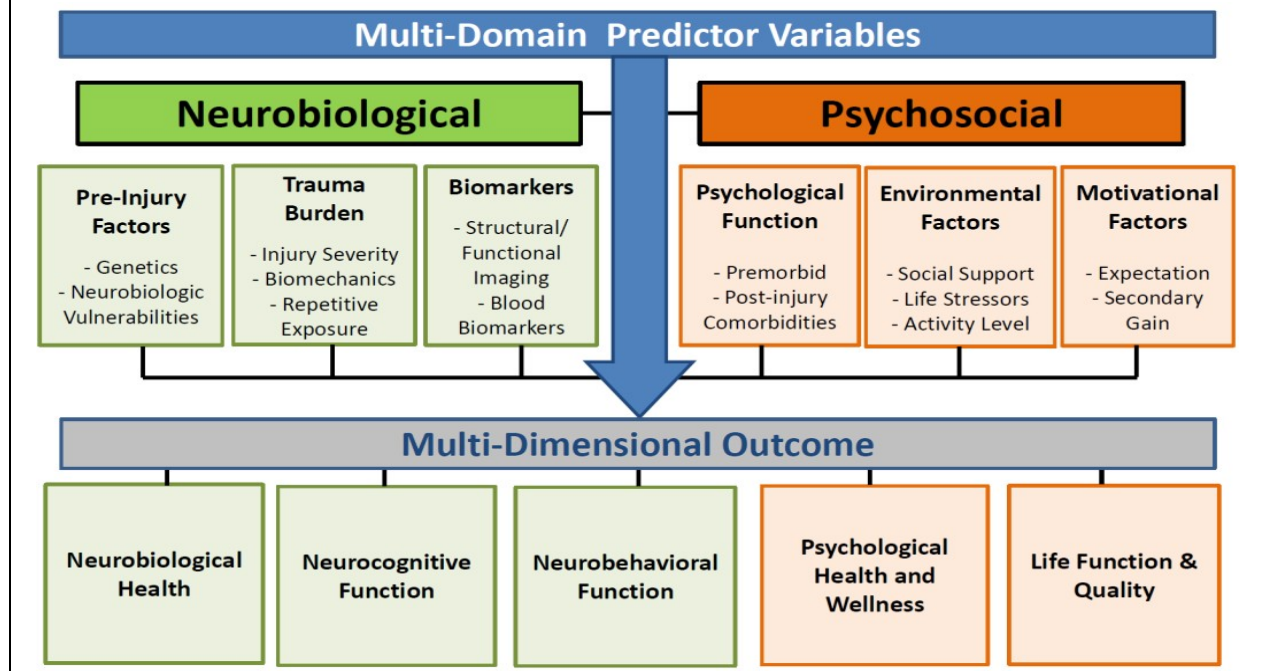 Multi-Domain Predictor Variables
Neurobiological
Psychosocial
Pre-Injury
Factors
- Genetics
- Neurobiologic
Vulnerabilities
Trauma
Burden
- Injury Severity
- Biomechanics
- Repetitive
Exposure
Biomarkers
- Structural/
Functional
Imaging
- Blood
Biomarkers
Psychological
Function
- Premorbid
- Post-injury
Comorbidities
Environmental
Factors
- Social Support
- Life Stressors
- Activity Level
Motivational
Factors
- Expectation
- Secondary
Gain
Multi-Dimensional Outcome
Neurobiological
Health
Neurocognitive
Function
Neurobehavioral
Function
Psychological
Health and
Wellness
Life Function &
Quality